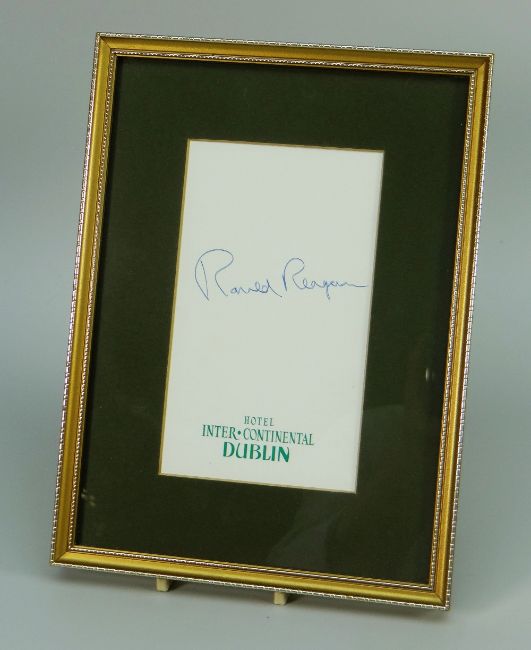 Ronald Reagan
HOTEL
INTER•CONTINENTAL
DUBLIN